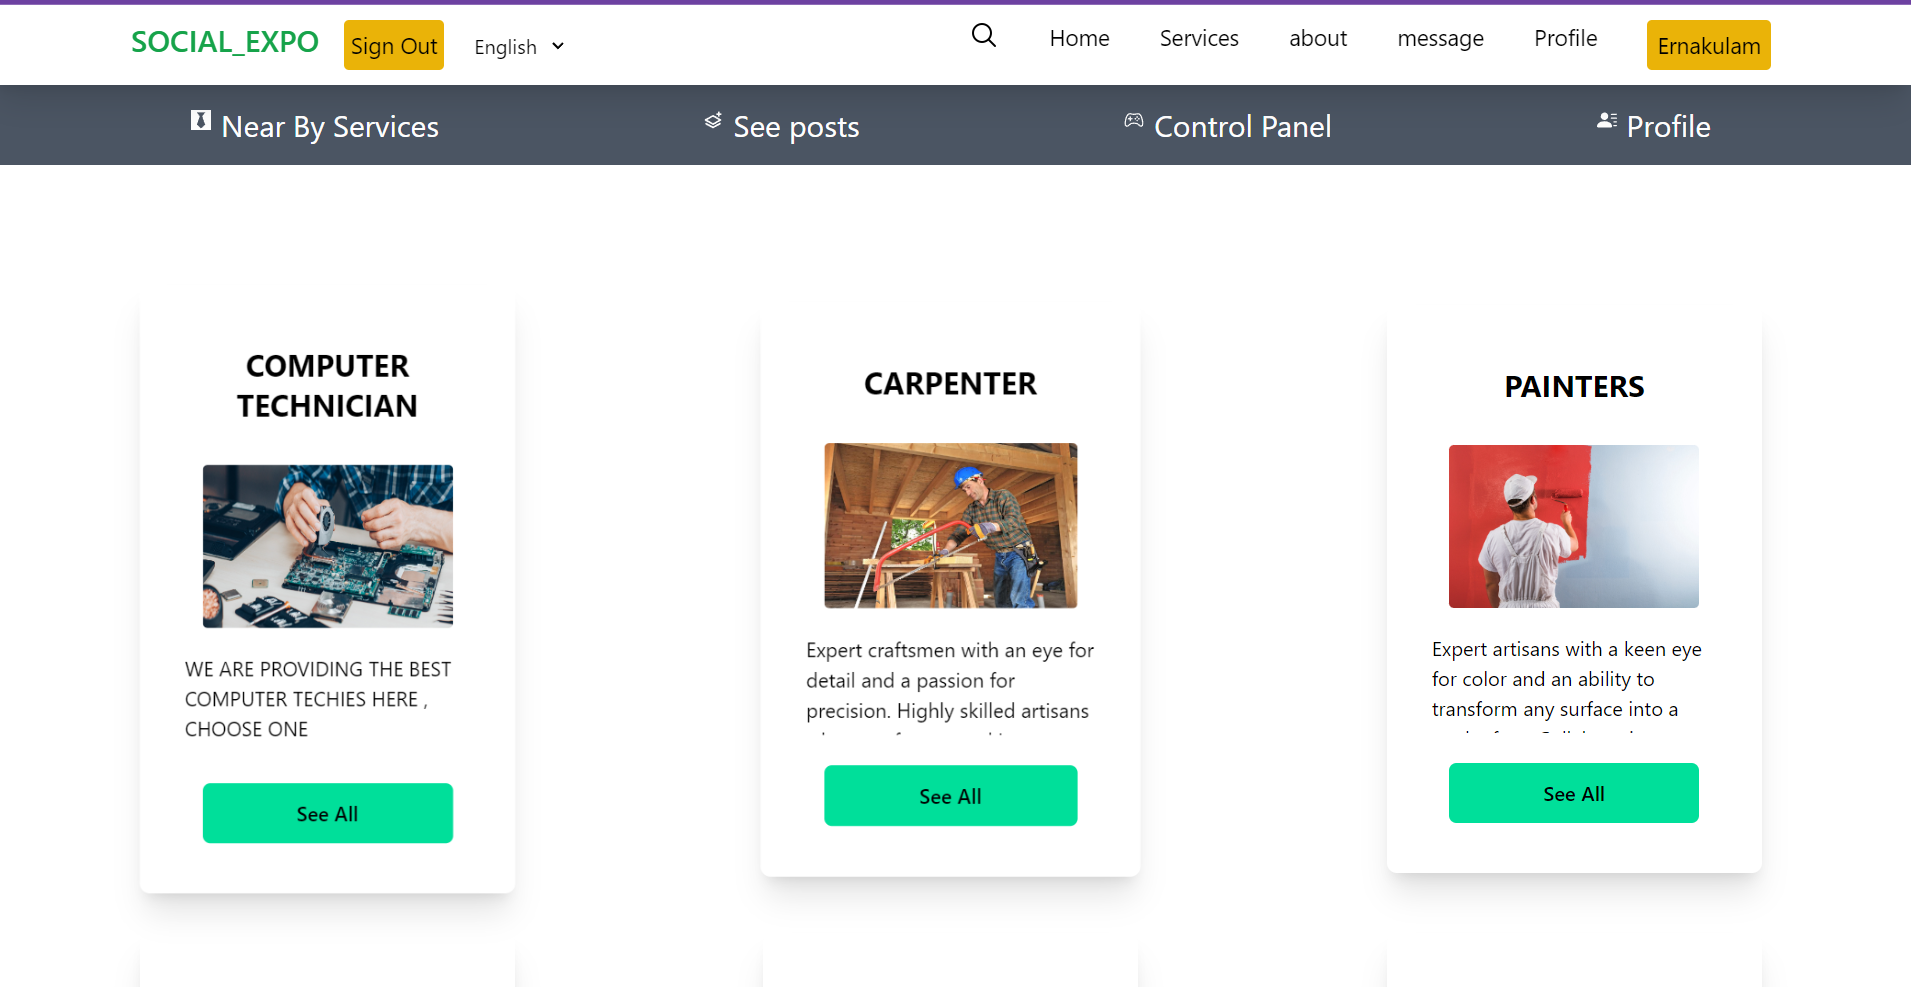 SOCIAL_EXPO Sign Out English Home Services about message Profile Ernakulam
Near By Services See posts Control Panel Profile
COMPUTER
TECHNICIAN
WE ARE PROVIDING THE BEST
COMPUTER TECHIES HERE ,
CHOOSE ONE
See All
CARPENTER
Expert craftsmen with an eye for
detail and a passion for
precision. Highly skilled artisans
See All
PAINTERS
Expert artisans with a keen eye
for color and an ability to
transform any surface into a
See All